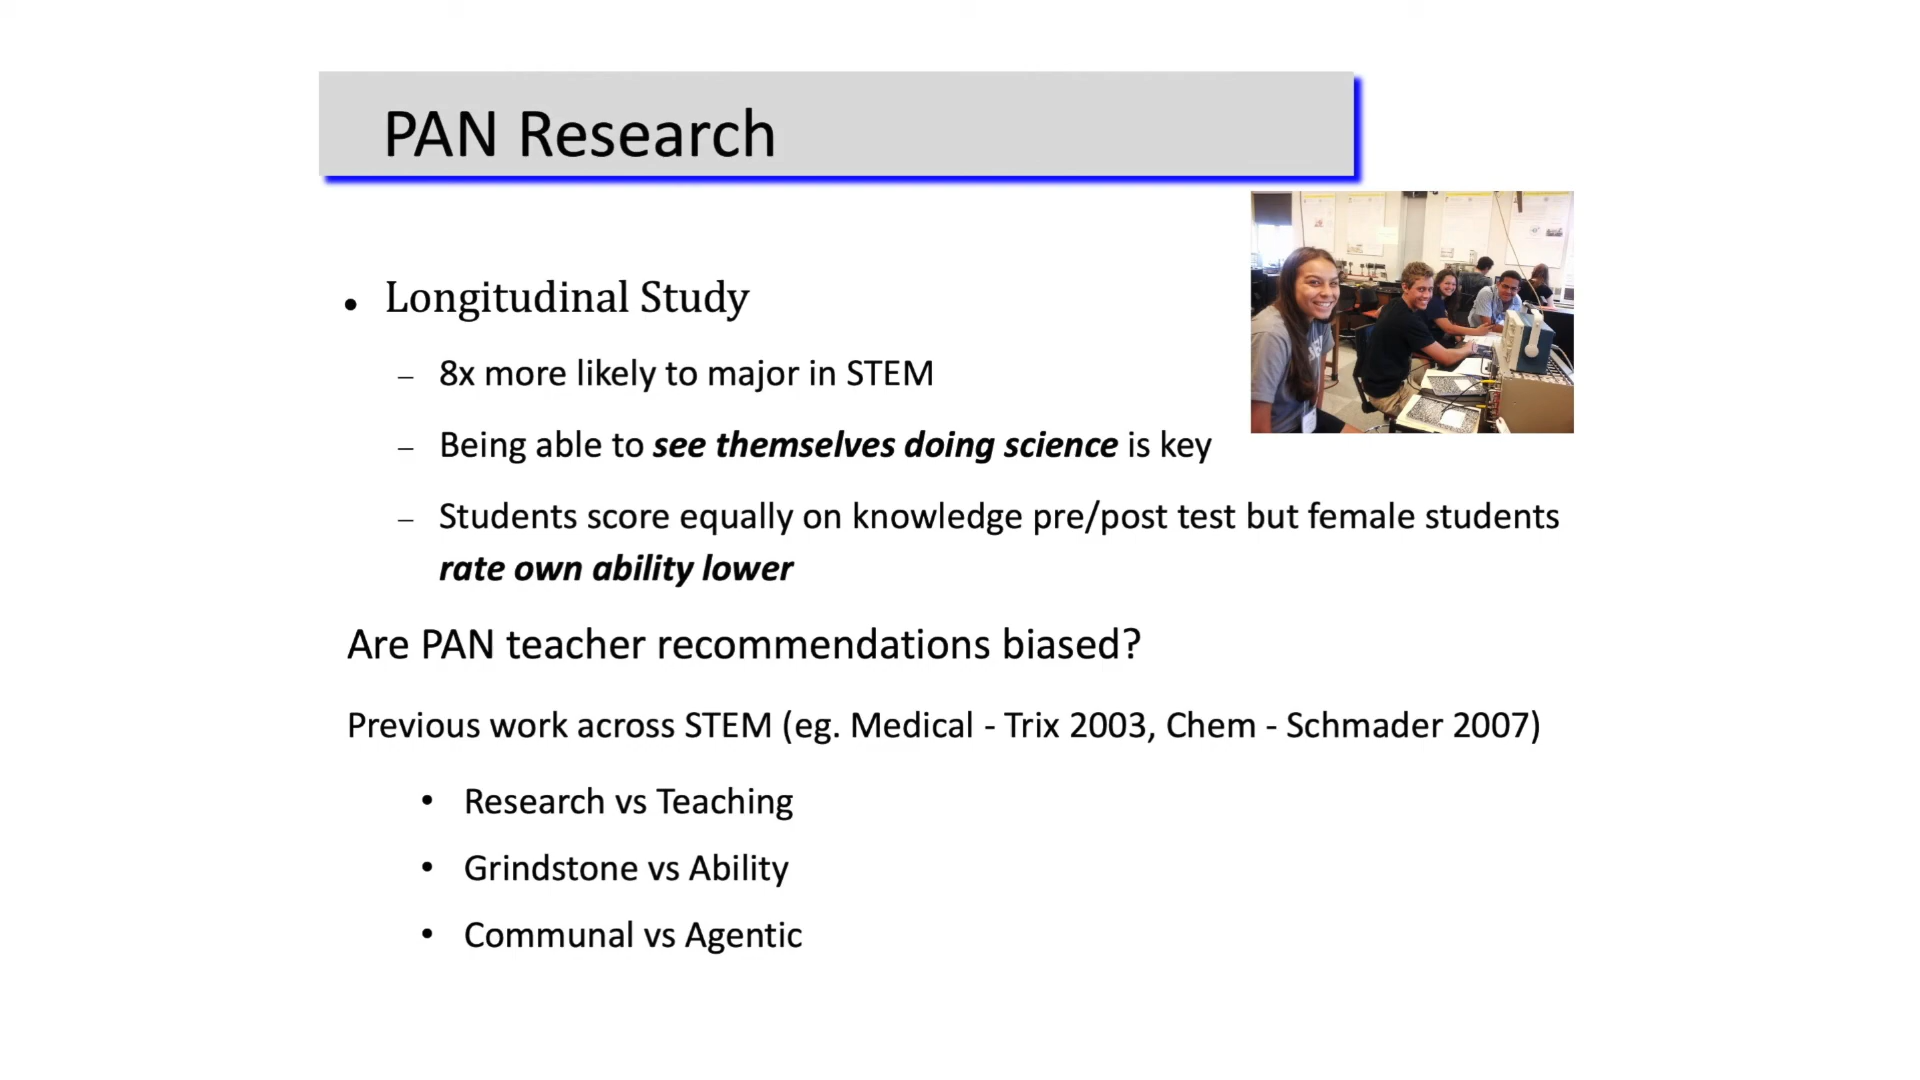 PAN Research
• Longitudinal Study
– 8x more likely to major in STEM
– Being able to see themselves doing science is key
– Students score equally on knowledge pre/post test but female students
rate own ability lower
Are PAN teacher recommendations biased?
Previous work across STEM (eg. Medical - Trix 2003, Chem - Schmader 2007)
• Research vs Teaching
• Grindstone vs Ability
• Communal vs Agentic